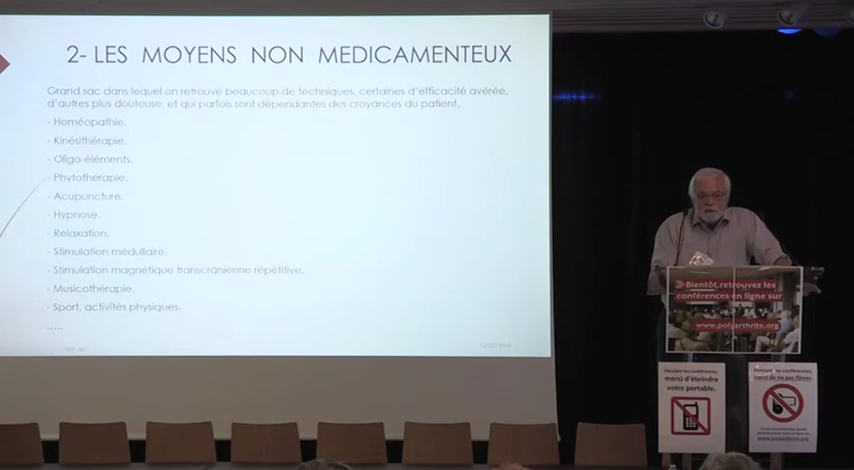 2- LES MOYENS NON MEDICAMENTEUX
Grand sac dans lequel on retrouve beaucoup de techniques, certaines d'efficacité avérée,
d'autres plus douteuse, et qui parfois sont dépendantes des croyances du patient.
- Homéopathie.
- Kinésithérapie.
- Oligo-éléments.
- Phytothérapie.
- Acupuncture.
- Hypnose.
- Relaxation.
- Stimulation médullaire.
- Stimulation magnétique transcrânienne répétitive.
- Musicothérapie.
- Sport, activités physiques.
.....
Bientôt, retrouvez les
conférences en ligne sur
www.polyarthrite.org
Pendant les conférences,
merci d'éteindre
votre portable.
Pendant les conférences,
merci de ne pas filmer.
www.polyarthrite.org